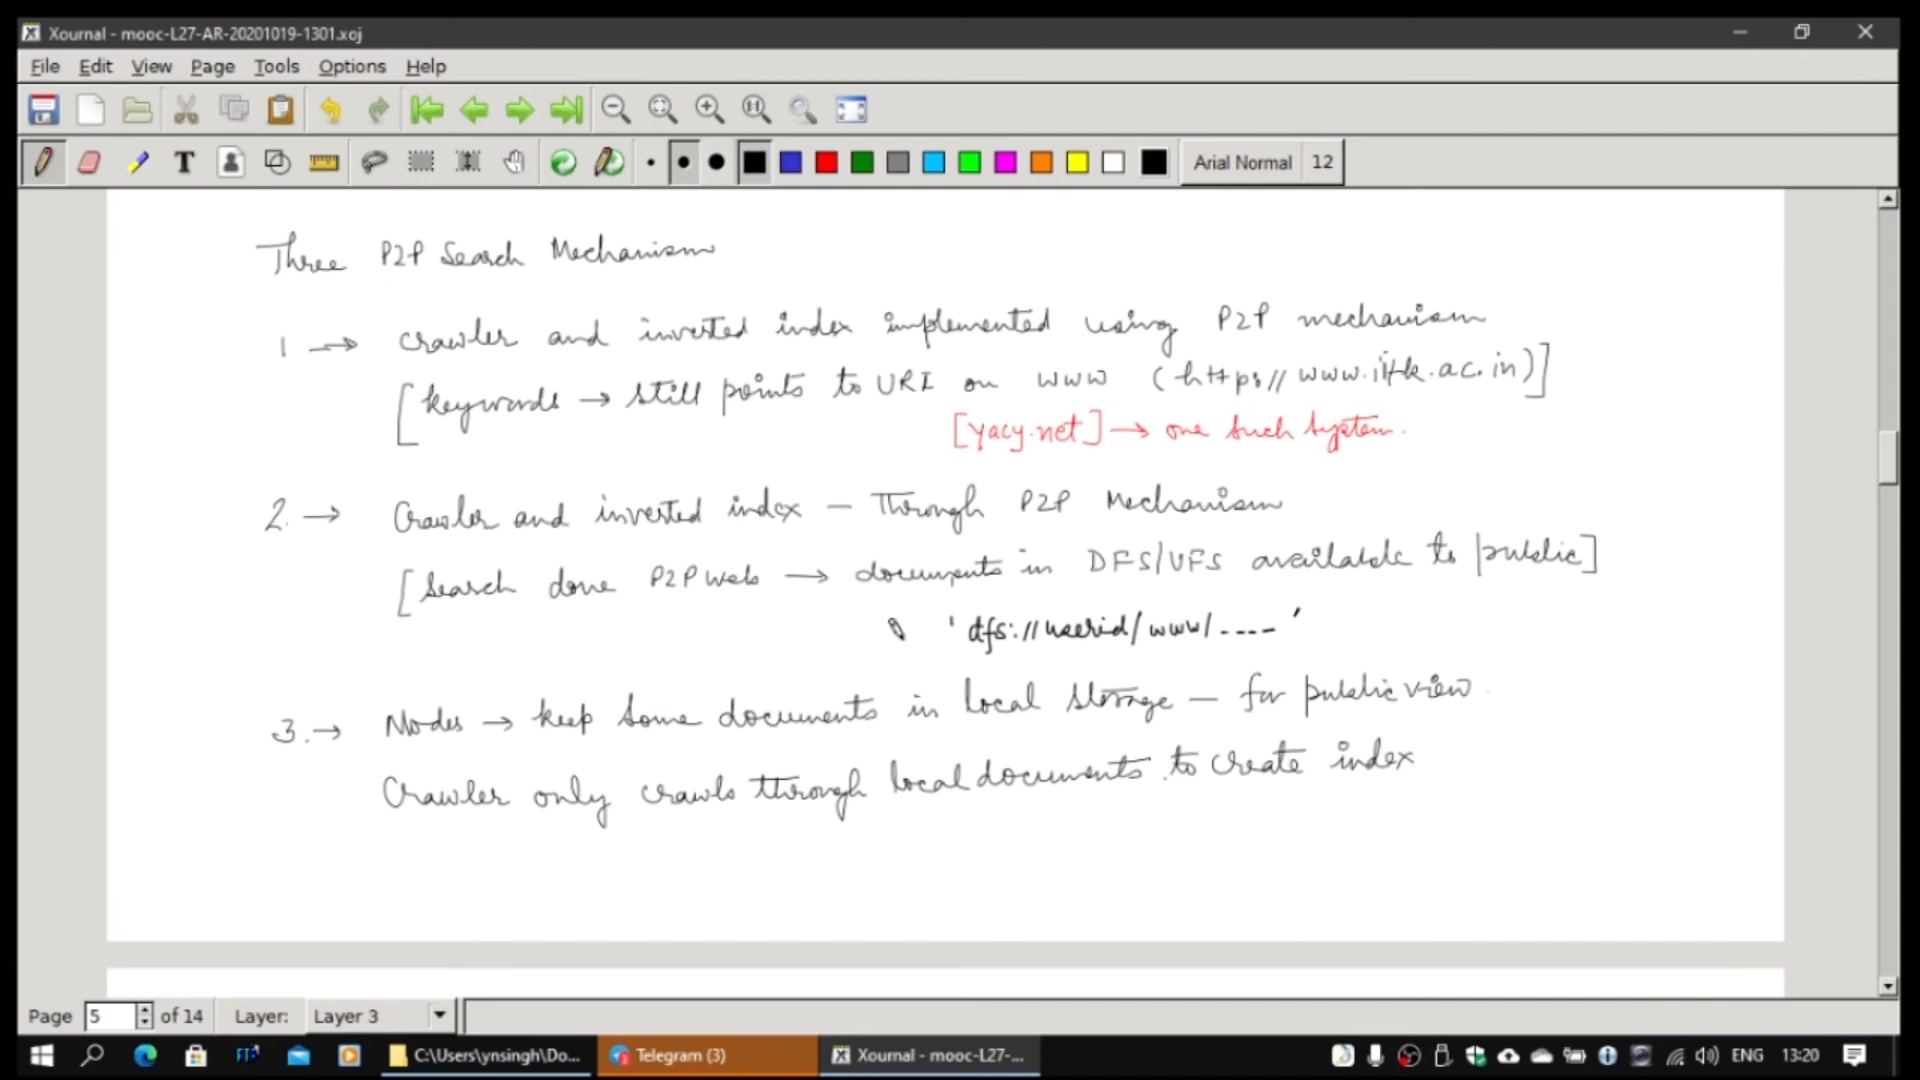 Xournal - mooc-L27-AR-20201019-1301.xoj
File Edit View Page Tools Options Help
Arial Normal 12
Three P2P Search Mechanism
1 → crawler and inverted index implemented using P2P mechanism
[keywords → still points to URI on www (https// www.iitk.ac.in)]
[yacy.net] → one such system.
2. → Crawler and inverted index – Through P2P Mechanism
[Search done P2P Web → documents in DFS/UFS available to public]
'dfs://userid/www/----'
3. → Nodes → keep some documents in local storage – for public view
Crawler only crawls through local documents to create index
Page 5 of 14 Layer: Layer 3
C:\Users\ynsingh\Do... Telegram (3) Xournal - mooc-L27-... ENG 13:20